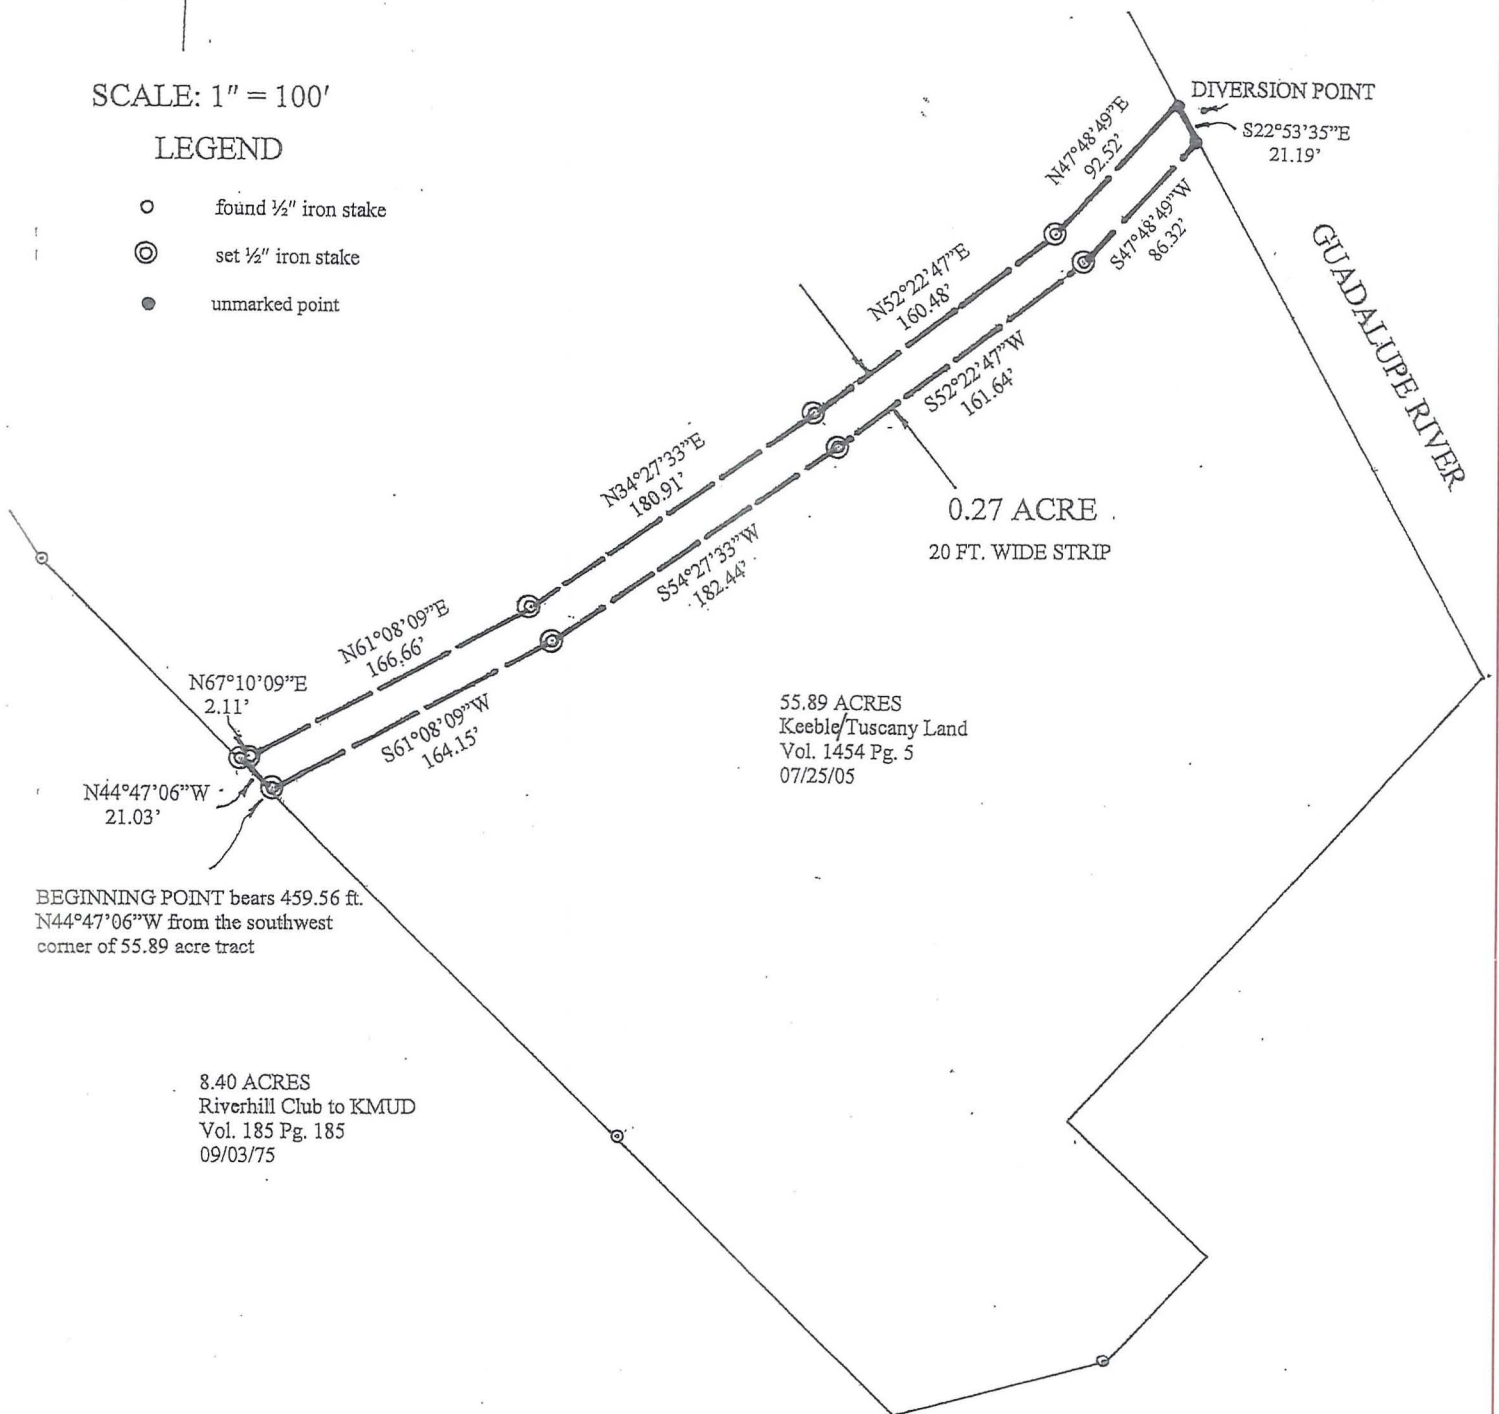 SCALE: 1" = 100'
LEGEND
found ½" iron stake
set ½" iron stake
unmarked point
DIVERSION POINT
S22°53'35"E
21.19'
N47°48'49"E
92.52'
S47°48'49"W
86.32'
GUADALUPE RIVER
N52°22'47"E
160.48'
S52°22'47"W
161.64'
N34°27'33"E
180.91'
S54°27'33"W
182.44'
0.27 ACRE
20 FT. WIDE STRIP
N61°08'09"E
166.66'
S61°08'09"W
164.15'
N67°10'09"E
2.11'
N44°47'06"W
21.03'
55.89 ACRES
Keeble/Tuscany Land
Vol. 1454 Pg. 5
07/25/05
BEGINNING POINT bears 459.56 ft.
N44°47'06"W from the southwest
corner of 55.89 acre tract
8.40 ACRES
Riverhill Club to KMUD
Vol. 185 Pg. 185
09/03/75